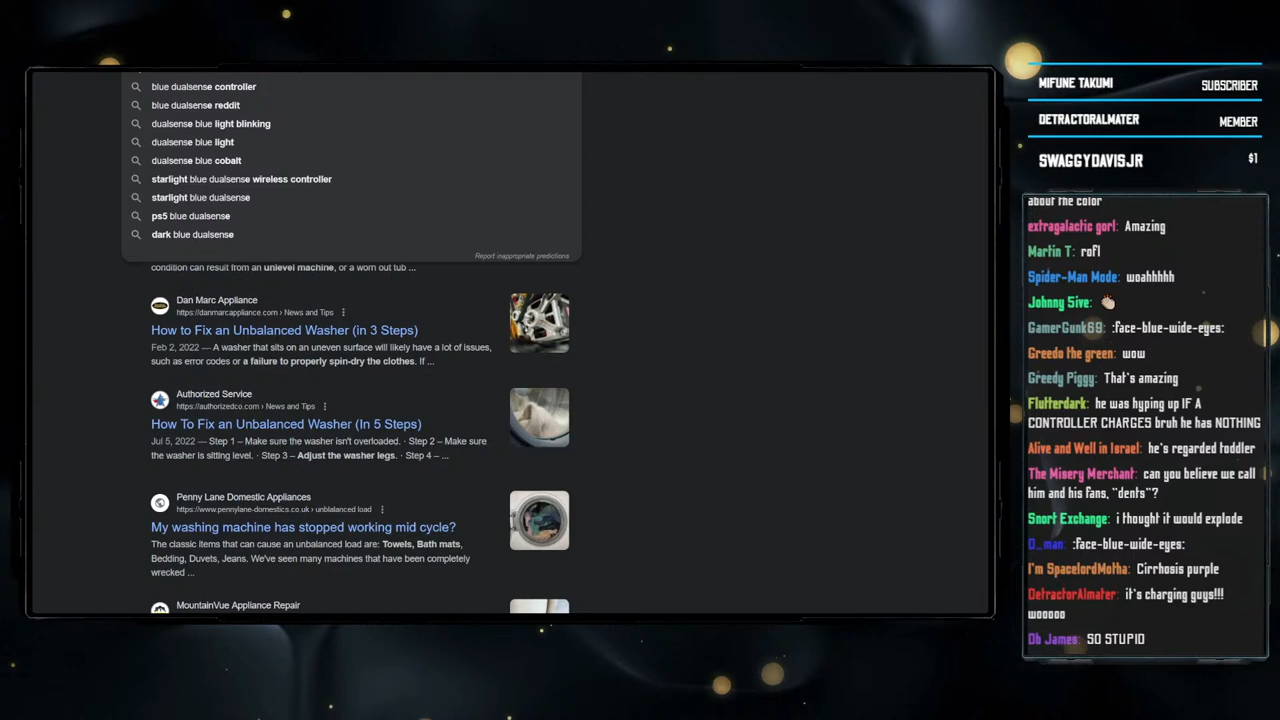 blue dualsense controller
blue dualsense reddit
dualsense blue light blinking
dualsense blue light
dualsense blue cobalt
starlight blue dualsense wireless controller
starlight blue dualsense
ps5 blue dualsense
dark blue dualsense
Report inappropriate predictions
condition can result from an unlevel machine, or a worn out tub ...
Dan Marc Appliance
https://danmarcappliance.com › News and Tips
How to Fix an Unbalanced Washer (in 3 Steps)
Feb 2, 2022 — A washer that sits on an uneven surface will likely have a lot of issues,
such as error codes or a failure to properly spin-dry the clothes. If ...
Authorized Service
https://authorizedco.com › News and Tips
How To Fix an Unbalanced Washer (In 5 Steps)
Jul 5, 2022 — Step 1 – Make sure the washer isn't overloaded. · Step 2 – Make sure
the washer is sitting level. · Step 3 – Adjust the washer legs. · Step 4 – ...
Penny Lane Domestic Appliances
https://www.pennylane-domestics.co.uk › unblalanced load
My washing machine has stopped working mid cycle?
The classic items that can cause an unbalanced load are: Towels, Bath mats,
Bedding, Duvets, Jeans. We've seen many machines that have been completely
wrecked ...
MountainVue Appliance Repair
MIFUNE TAKUMI SUBSCRIBER
DETRACTORALMATER MEMBER
SWAGGYDAVISJR $1
about the color
extragalactic gorl: Amazing
Martin T: rofl
Spider-Man Mode: woahhhhh
Johnny 5ive: 👏🏻
GamerGunk69: :face-blue-wide-eyes:
Greedo the green: wow
Greedy Piggy: That's amazing
Flutterdark: he was hyping up IF A
CONTROLLER CHARGES bruh he has NOTHING
Alive and Well in Israel: he's regarded toddler
The Misery Merchant: can you believe we call
him and his fans, "dents"?
Snort Exchange: i thought it would explode
D_man: :face-blue-wide-eyes:
I'm SpacelordMotha: Cirrhosis purple
DetractorAlmater: it's charging guys!!!
wooooo
Db James: SO STUPID